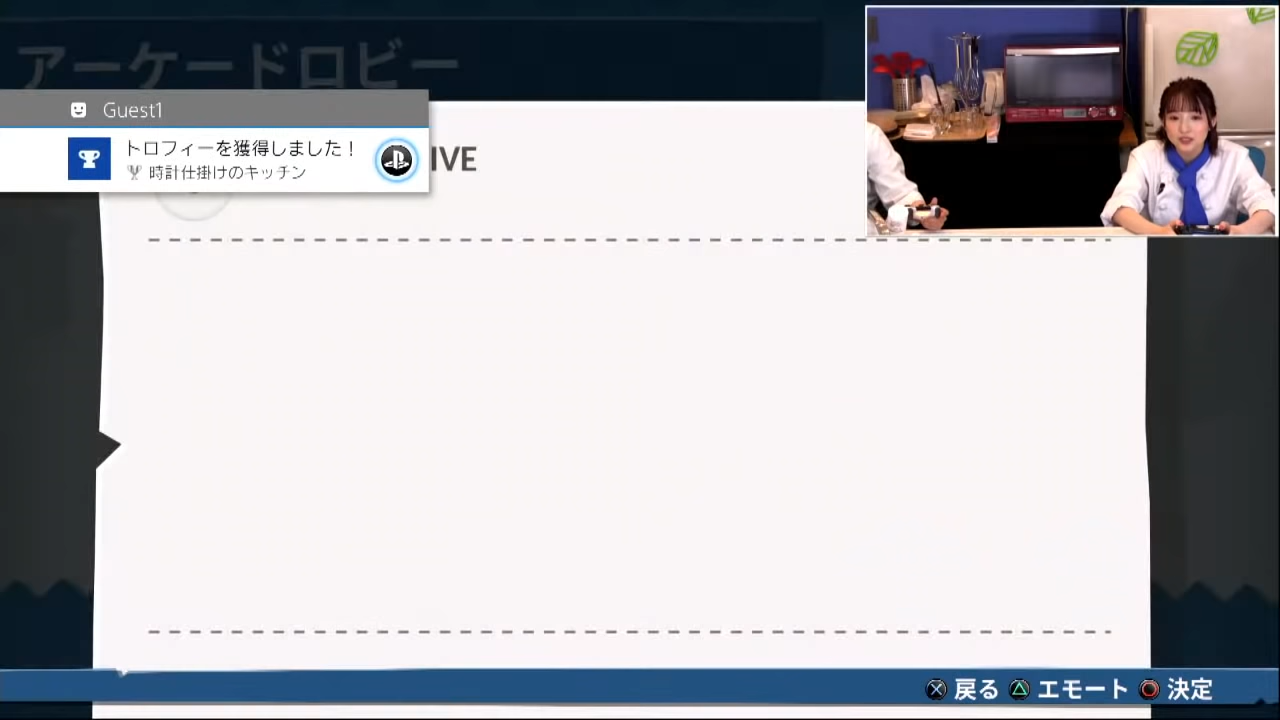 アーケードロビー
Guest1
トロフィーを獲得しました！
時計仕掛けのキッチン
IVE
戻る エモート 決定